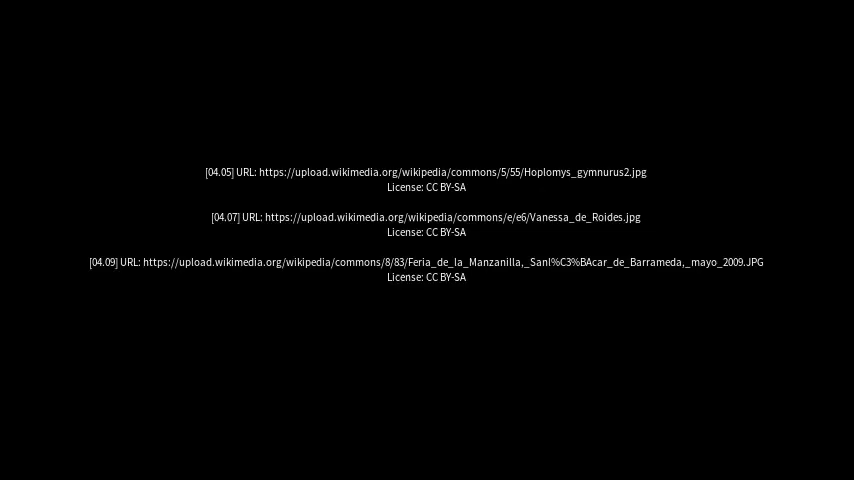 [04.05] URL: https://upload.wikimedia.org/wikipedia/commons/5/55/Hoplomys_gymnurus2.jpg
License: CC BY-SA
[04.07] URL: https://upload.wikimedia.org/wikipedia/commons/e/e6/Vanessa_de_Roides.jpg
License: CC BY-SA
[04.09] URL: https://upload.wikimedia.org/wikipedia/commons/8/83/Feria_de_la_Manzanilla,_Sanl%C3%BAcar_de_Barrameda,_mayo_2009.JPG
License: CC BY-SA